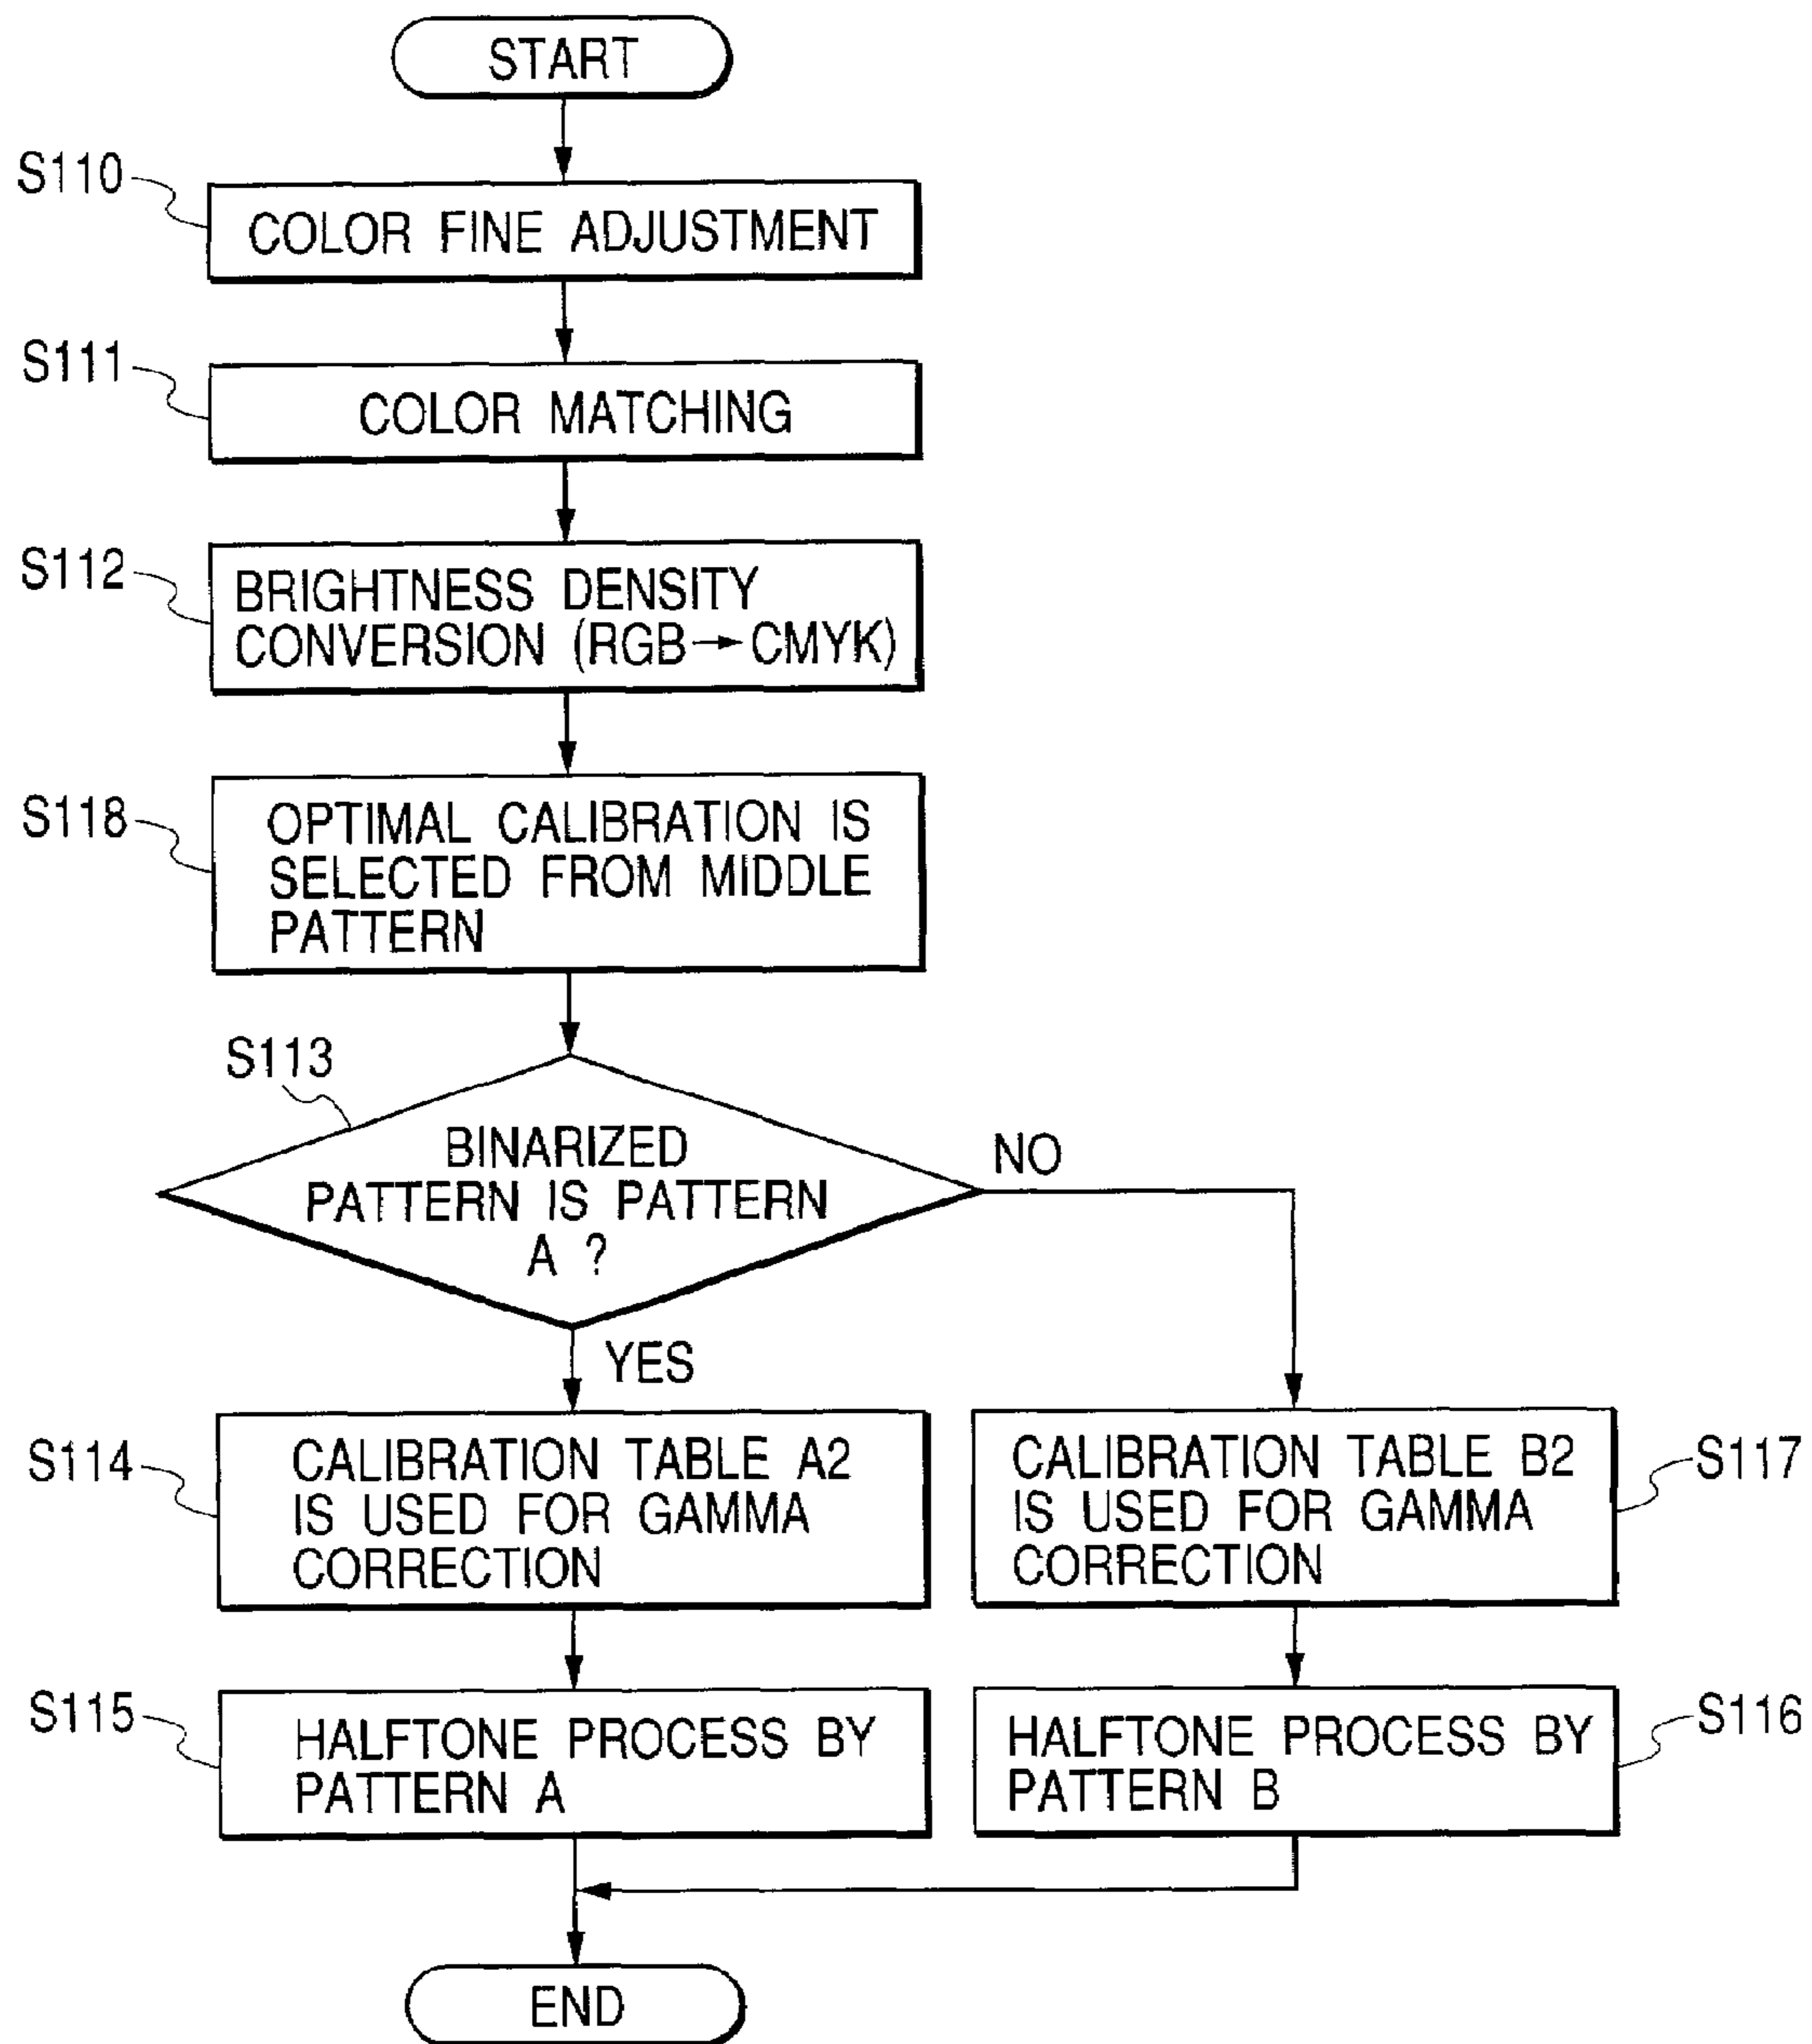 START
S110
COLOR FINE ADJUSTMENT
S111
COLOR MATCHING
S112
BRIGHTNESS DENSITY
CONVERSION (RGB→CMYK)
S118
OPTIMAL CALIBRATION IS
SELECTED FROM MIDDLE
PATTERN
S113
BINARIZED
PATTERN IS PATTERN
A ?
NO
YES
S114
CALIBRATION TABLE A2
IS USED FOR GAMMA
CORRECTION
CALIBRATION TABLE B2
IS USED FOR GAMMA
CORRECTION
S117
S115
HALFTONE PROCESS BY
PATTERN A
HALFTONE PROCESS BY
PATTERN B
S116
END